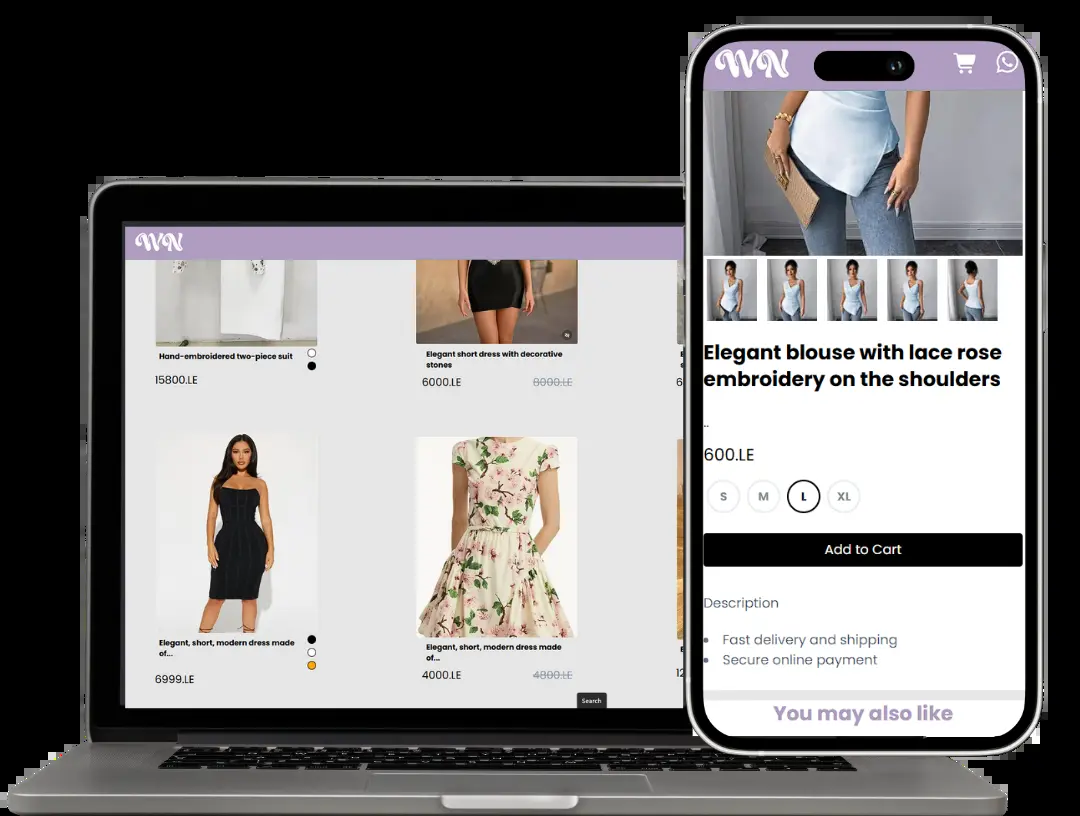 WN
Hand-embroidered two-piece suit
15800.LE
Elegant short dress with decorative
stones
6000.LE
8000.LE
Elegant, short, modern dress made
of...
6999.LE
Elegant, short, modern dress made
of...
4000.LE
4800.LE
Search
WN
Elegant blouse with lace rose
embroidery on the shoulders
..
600.LE
S
M
L
XL
Add to Cart
Description
Fast delivery and shipping
Secure online payment
You may also like